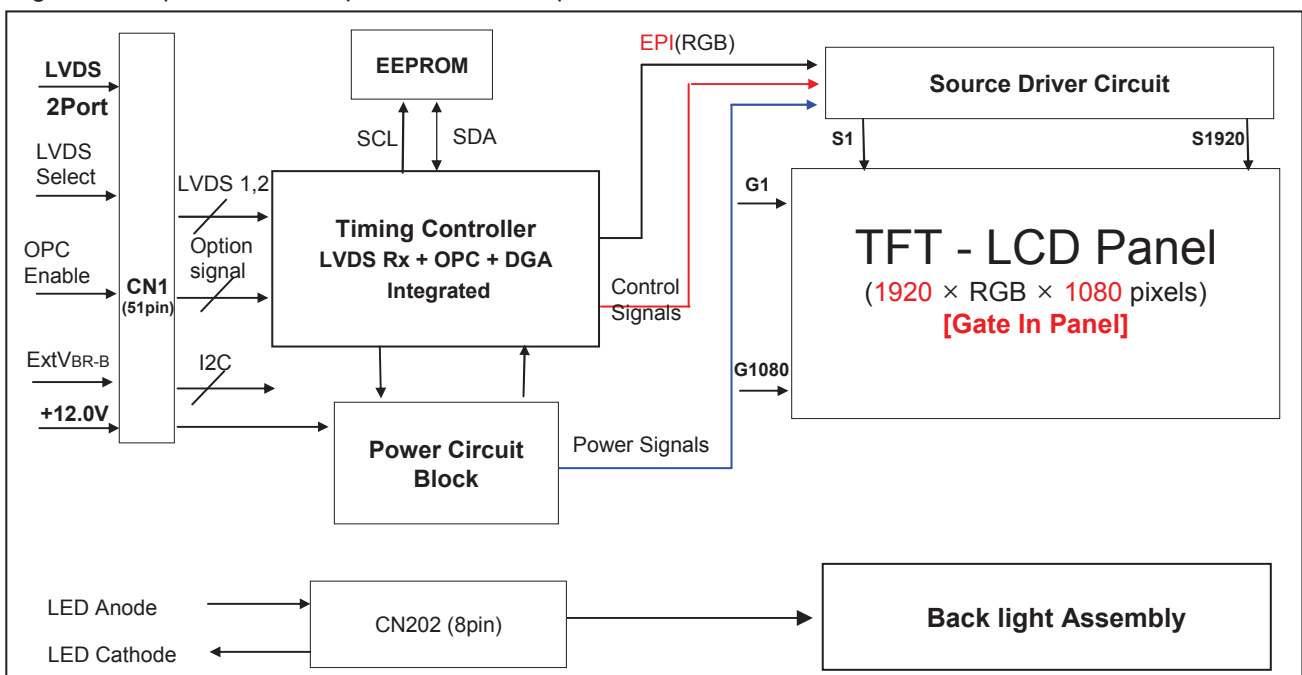 LVDS
2Port
LVDS
Select
OPC
Enable
ExtVBR-B
+12.0V
CN1
(51pin)
LVDS 1,2
Option
signal
I2C
EEPROM
SCL
SDA
Timing Controller
LVDS Rx + OPC + DGA
Integrated
Power Circuit
Block
EPI(RGB)
Control
Signals
Power Signals
Source Driver Circuit
S1
S1920
G1
G1080
TFT - LCD Panel
(1920 × RGB × 1080 pixels)
[Gate In Panel]
LED Anode
LED Cathode
CN202 (8pin)
Back light Assembly